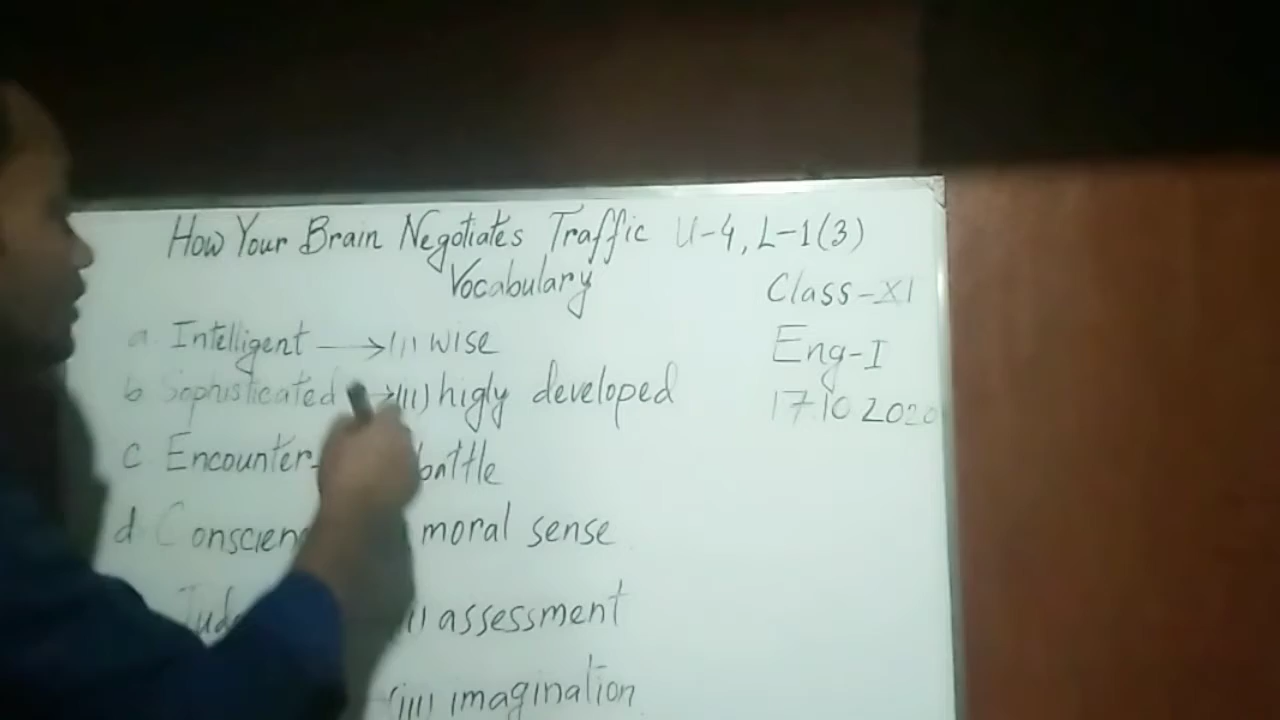 How Your Brain Negotiates Traffic U-4, L-1(3)
Vocabulary
Class-XI
a. Intelligent → (i) wise
Eng-I
b Sophisticated → (ii) higly developed
17.10 2020
c Encounter battle
d moral sense
assessment
(iii) imagination